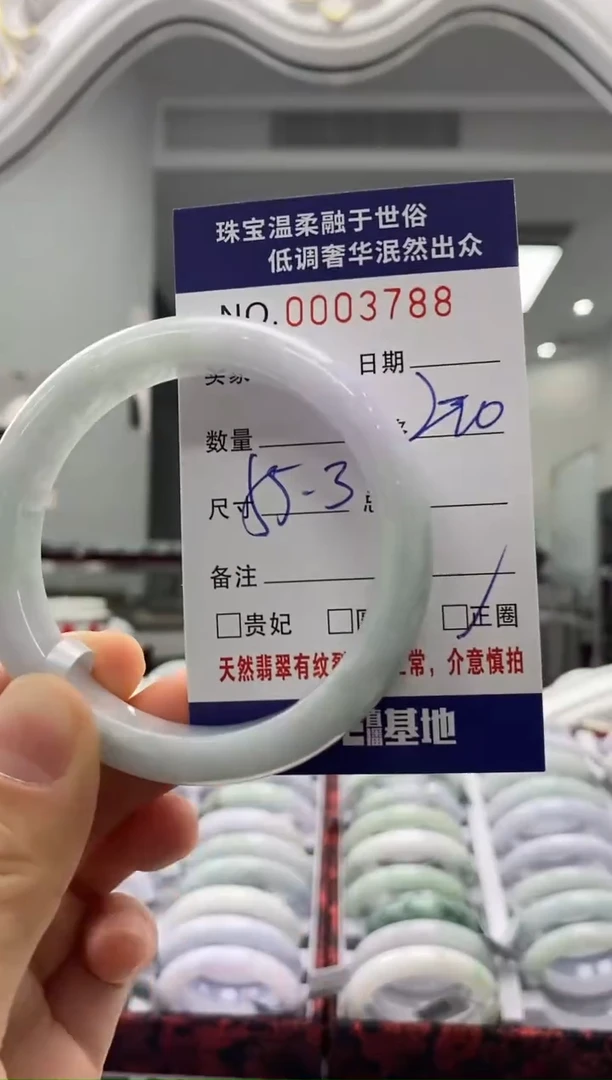 珠宝温柔融于世俗
低调奢华泯然出众
NO.0003788
卖家
日期
数量
尺寸 55-3
备注
贵妃
正圈
天然翡翠有纹 常，介意慎拍
基地